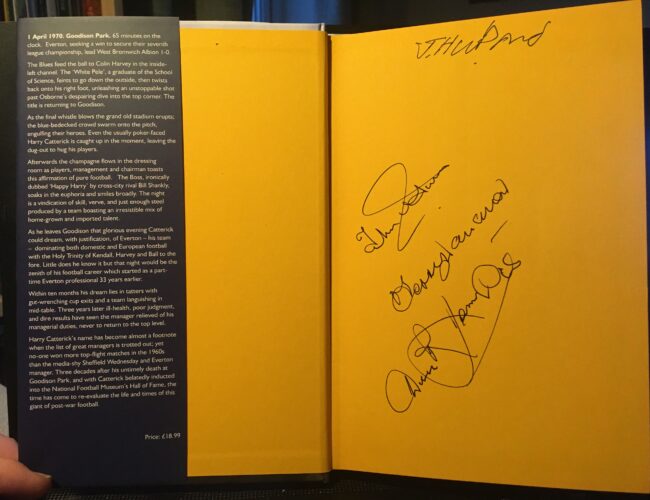 1 April 1970. Goodison Park. 65 minutes on the
clock. Everton, seeking a win to secure their seventh
league championship, lead West Bromwich Albion 1-0.
The Blues feed the ball to Colin Harvey in the inside-
left channel. The ‘White Pele’, a graduate of the School
of Science, feints to go down the outside, then twists
back onto his right foot, unleashing an unstoppable shot
past Osborne’s despairing dive into the top corner. The
title is returning to Goodison.
As the final whistle blows the grand old stadium erupts;
the blue-bedecked crowd swarm onto the pitch,
engulfing their heroes. Even the usually poker-faced
Harry Catterick is caught up in the moment, leaving the
dug-out to hug his players.
Afterwards the champagne flows in the dressing
room as players, management and chairman toasts
this affirmation of pure football. The Boss, ironically
dubbed ‘Happy Harry’ by cross-city rival Bill Shankly,
soaks in the euphoria and smiles broadly. The night
is a vindication of skill, verve, and just enough steel
produced by a team boasting an irresistible mix of
home-grown and imported talent.
As he leaves Goodison that glorious evening Catterick
could dream, with justification, of Everton – his team
– dominating both domestic and European football
with the Holy Trinity of Kendall, Harvey and Ball to the
fore. Little does he know it but that night would be the
zenith of his football career which started as a part-
time Everton professional 33 years earlier.
Within ten months his dream lies in tatters with
gut-wrenching cup exits and a team languishing in
mid-table. Three years later ill-health, poor judgment,
and dire results have seen the manager relieved of his
managerial duties, never to return to the top level.
Harry Catterick’s name has become almost a footnote
when the list of great managers is trotted out; yet
no-one won more top-flight matches in the 1960s
than the media-shy Sheffield Wednesday and Everton
manager. Three decades after his untimely death at
Goodison Park, and with Catterick belatedly inducted
into the National Football Museum’s Hall of Fame, the
time has come to re-evaluate the life and times of this
giant of post-war football.
Price: £18.99